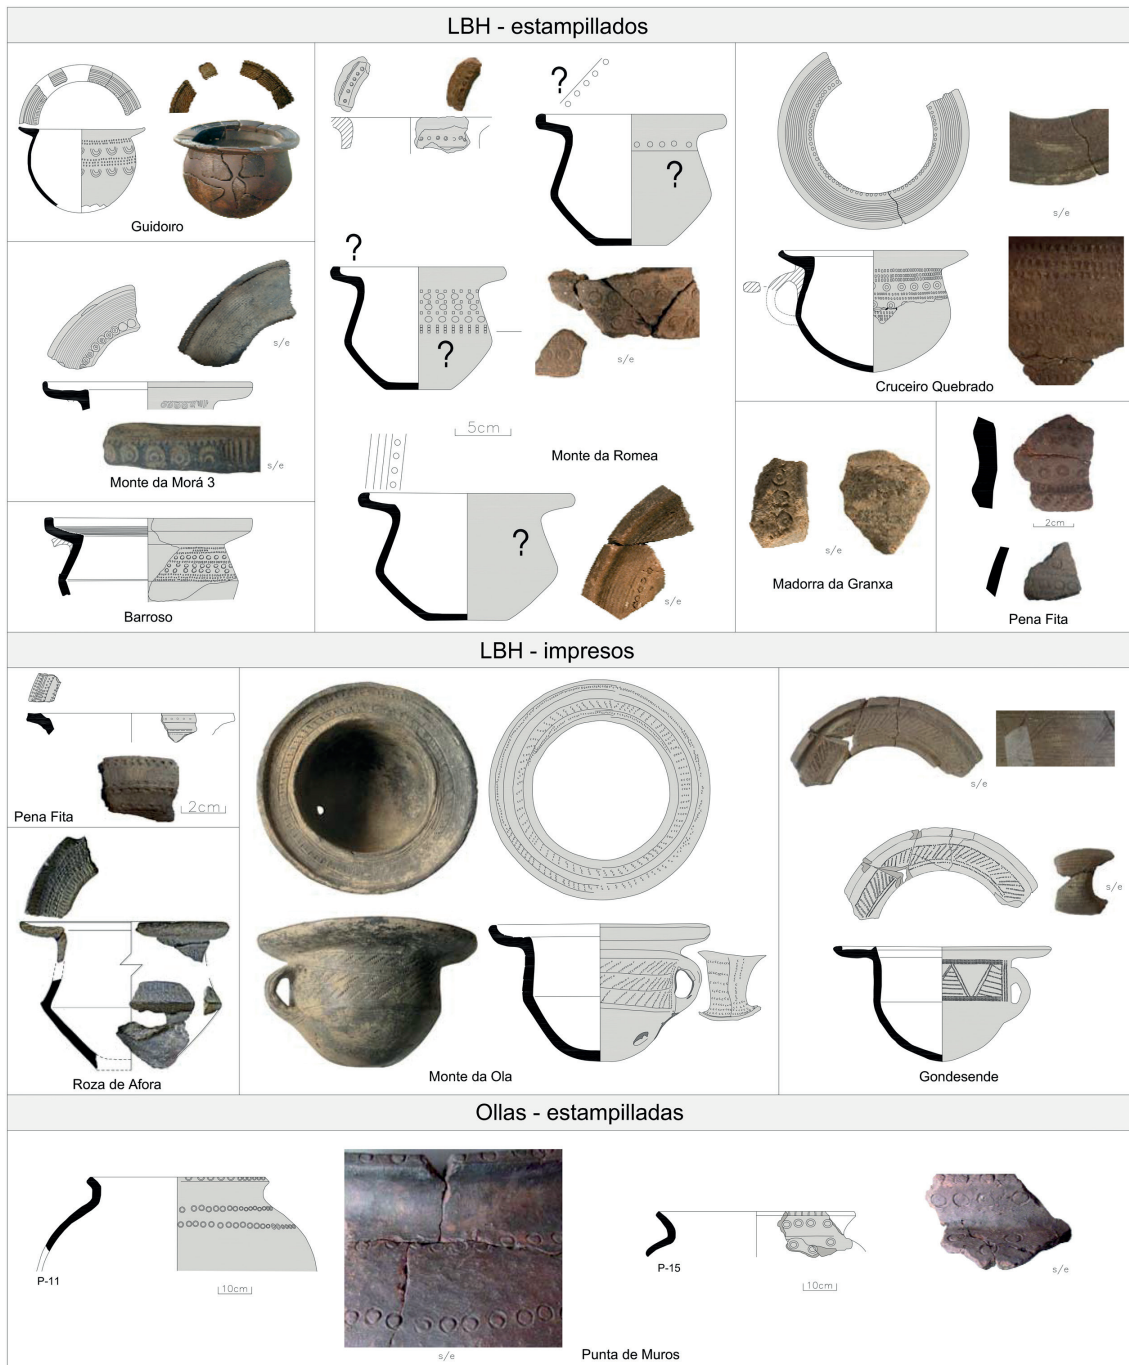 LBH - estampillados
Guidoiro
s/e
Monte da Morá 3
s/e
Barroso
?
?
?
?
s/e
5cm
Monte da Romea
?
s/e
s/e
Cruceiro Quebrado
s/e
Madorra da Granxa
2cm
Pena Fita
LBH - impresos
Pena Fita
2cm
Roza de Afora
Monte da Ola
s/e
s/e
Gondesende
Ollas - estampilladas
P-11
10cm
s/e
P-15
10cm
s/e
Punta de Muros